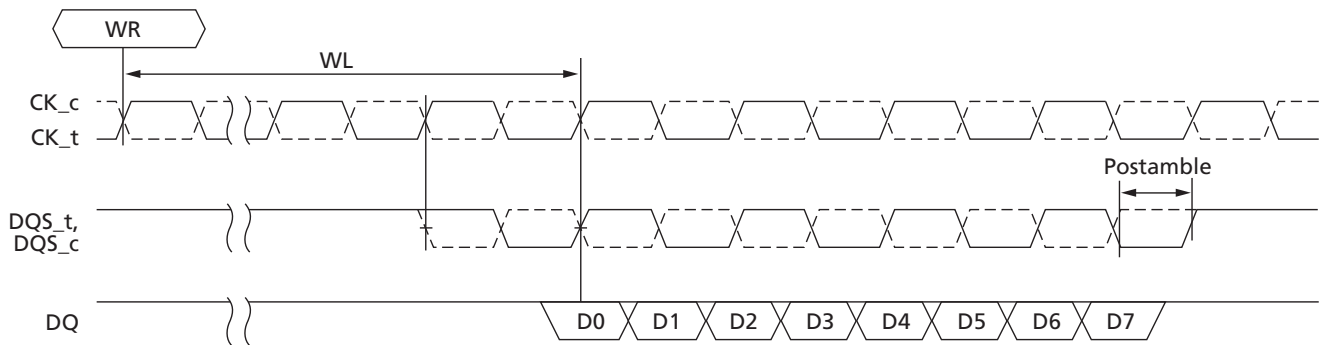 WR
WL
CK_c
CK_t
Postamble
DQS_t,
DQS_c
DQ
D0 D1 D2 D3 D4 D5 D6 D7